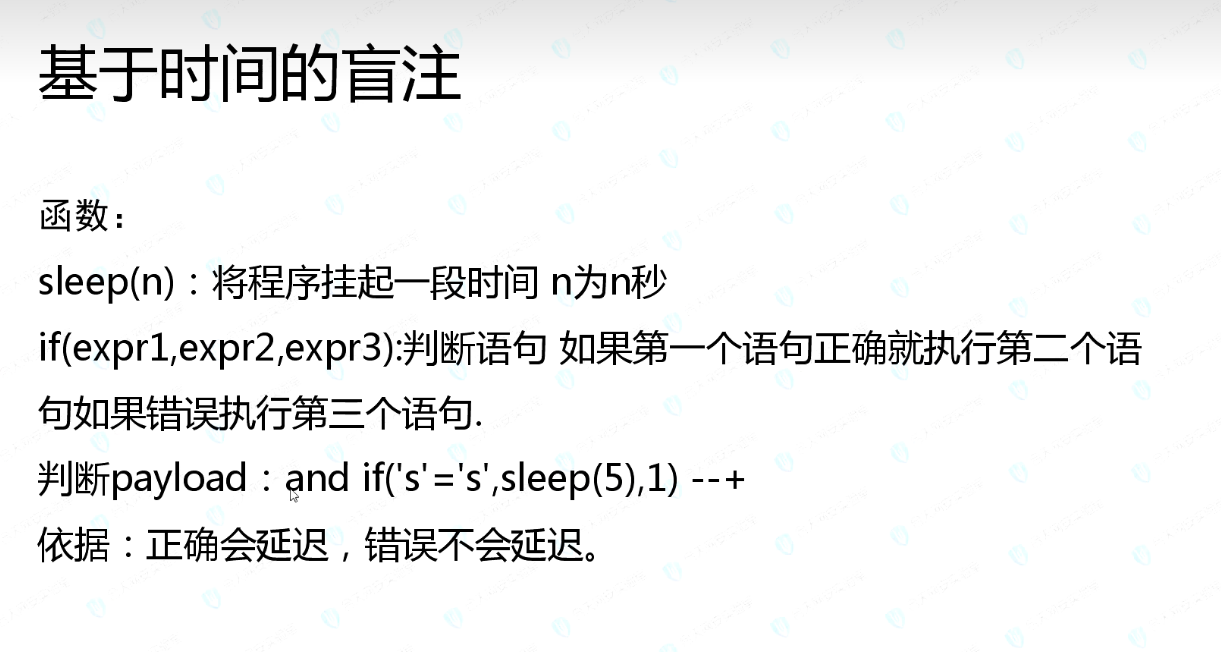 基于时间的盲注
函数：
sleep(n)：将程序挂起一段时间 n为n秒
if(expr1,expr2,expr3):判断语句 如果第一个语句正确就执行第二个语
句如果错误执行第三个语句.
判断payload：and if('s'='s',sleep(5),1) --+
依据：正确会延迟，错误不会延迟。